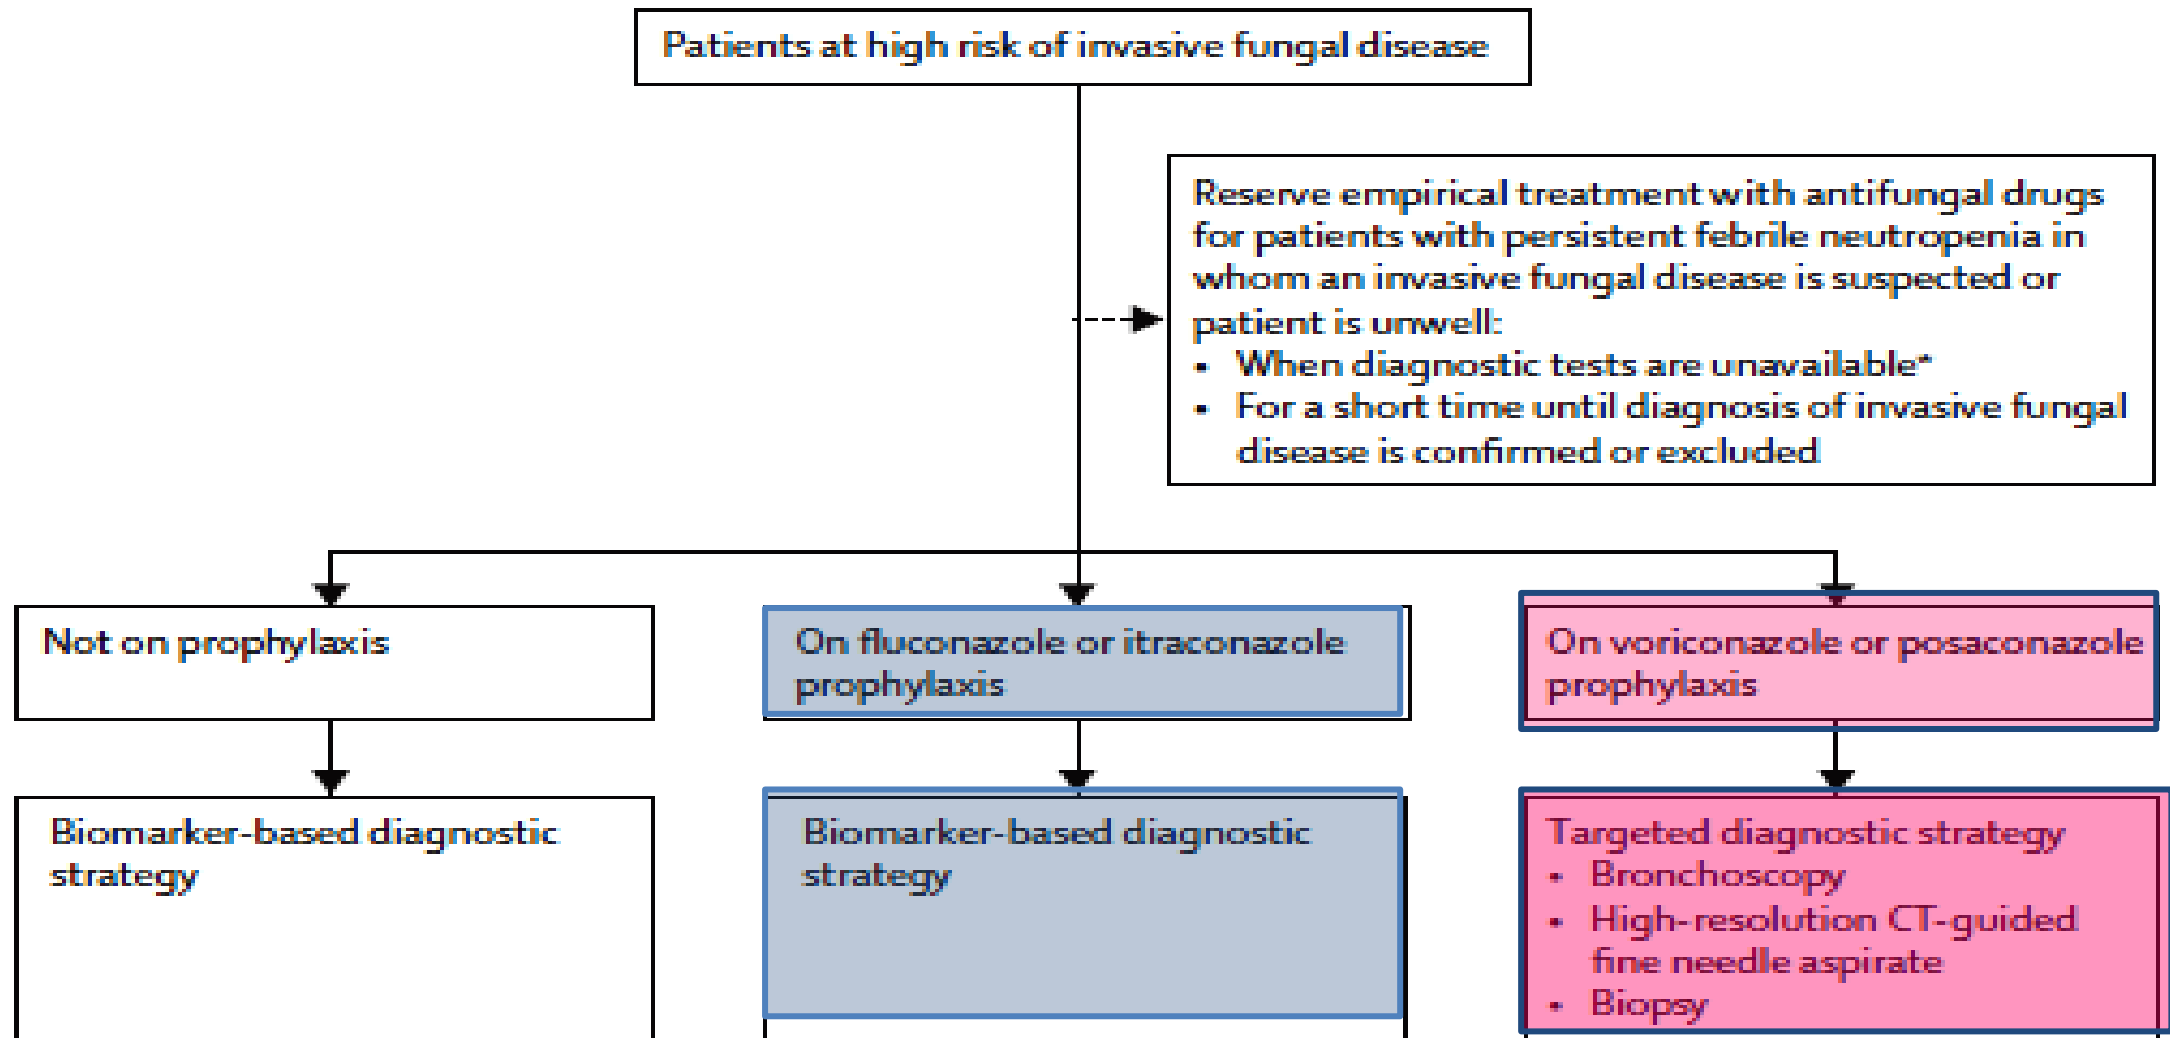 Patients at high risk of invasive fungal disease
Reserve empirical treatment with antifungal drugs
for patients with persistent febrile neutropenia in
whom an invasive fungal disease is suspected or
patient is unwell:
• When diagnostic tests are unavailable*
• For a short time until diagnosis of invasive fungal
disease is confirmed or excluded
Not on prophylaxis
On fluconazole or itraconazole
prophylaxis
On voriconazole or posaconazole
prophylaxis
Biomarker-based diagnostic
strategy
Biomarker-based diagnostic
strategy
Targeted diagnostic strategy
• Bronchoscopy
• High-resolution CT-guided
fine needle aspirate
• Biopsy